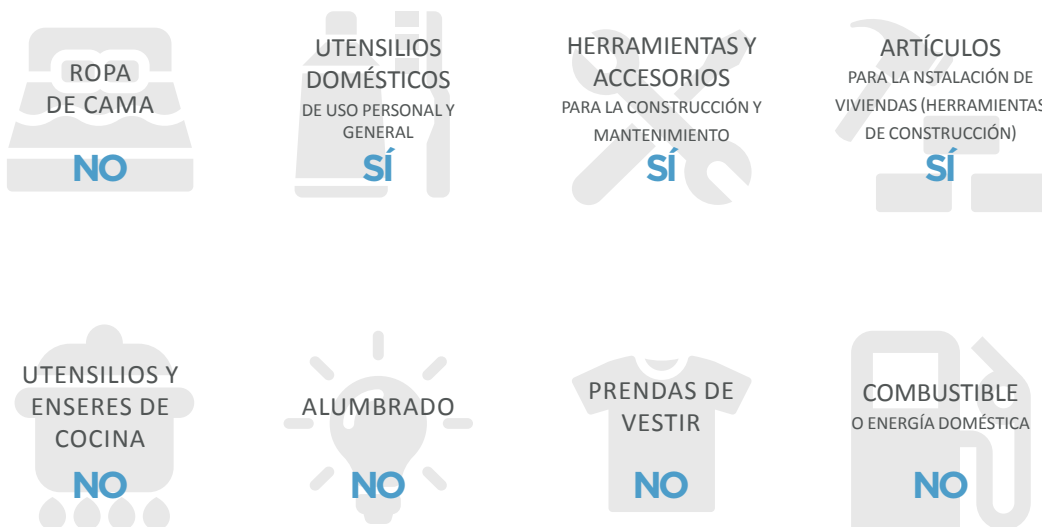 ROPA
DE CAMA
NO
UTENSILIOS
DOMÉSTICOS
DE USO PERSONAL Y
GENERAL
SÍ
HERRAMIENTAS Y
ACCESORIOS
PARA LA CONSTRUCCIÓN Y
MANTENIMIENTO
SÍ
ARTÍCULOS
PARA LA NSTALACIÓN DE
VIVIENDAS (HERRAMIENTAS
DE CONSTRUCCIÓN)
SÍ
UTENSILIOS Y
ENSERES DE
COCINA
NO
ALUMBRADO
NO
PRENDAS DE
VESTIR
NO
COMBUSTIBLE
O ENERGÍA DOMÉSTICA
NO